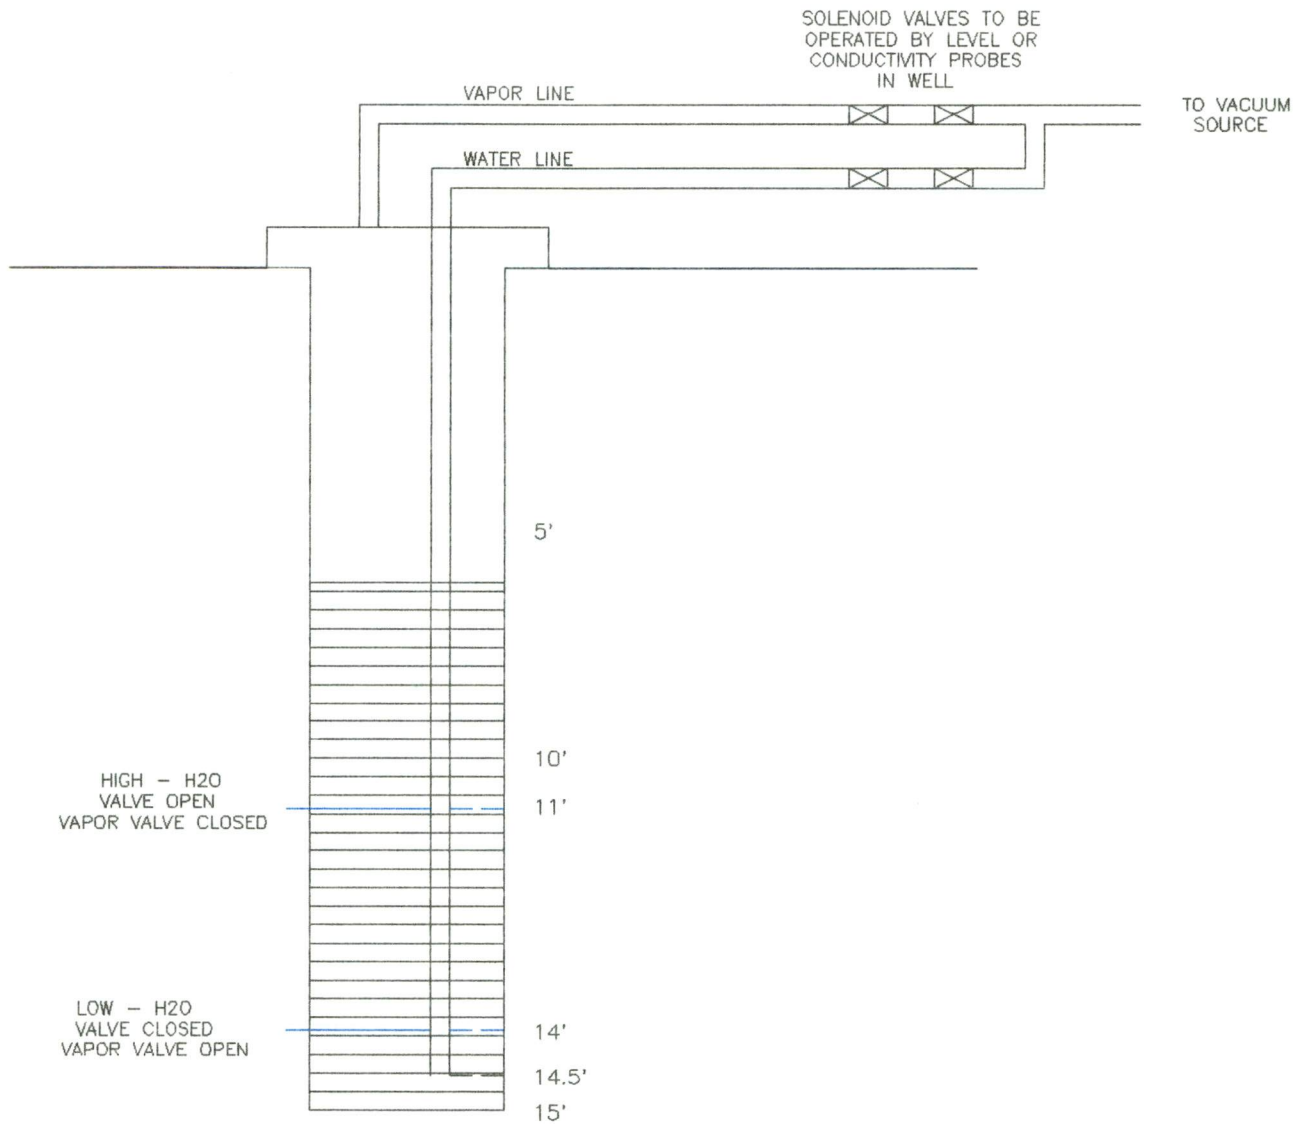 SOLENOID VALVES TO BE
OPERATED BY LEVEL OR
CONDUCTIVITY PROBES
IN WELL
VAPOR LINE
TO VACUUM
SOURCE
WATER LINE
5'
10'
HIGH - H2O
VALVE OPEN
VAPOR VALVE CLOSED
11'
LOW - H2O
VALVE CLOSED
VAPOR VALVE OPEN
14'
14.5'
15'